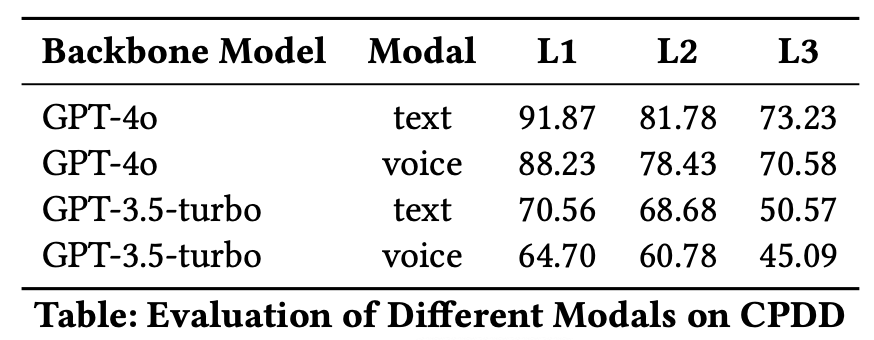 Backbone Model Modal L1 L2 L3
GPT-4o text 91.87 81.78 73.23
GPT-4o voice 88.23 78.43 70.58
GPT-3.5-turbo text 70.56 68.68 50.57
GPT-3.5-turbo voice 64.70 60.78 45.09
Table: Evaluation of Different Modals on CPDD